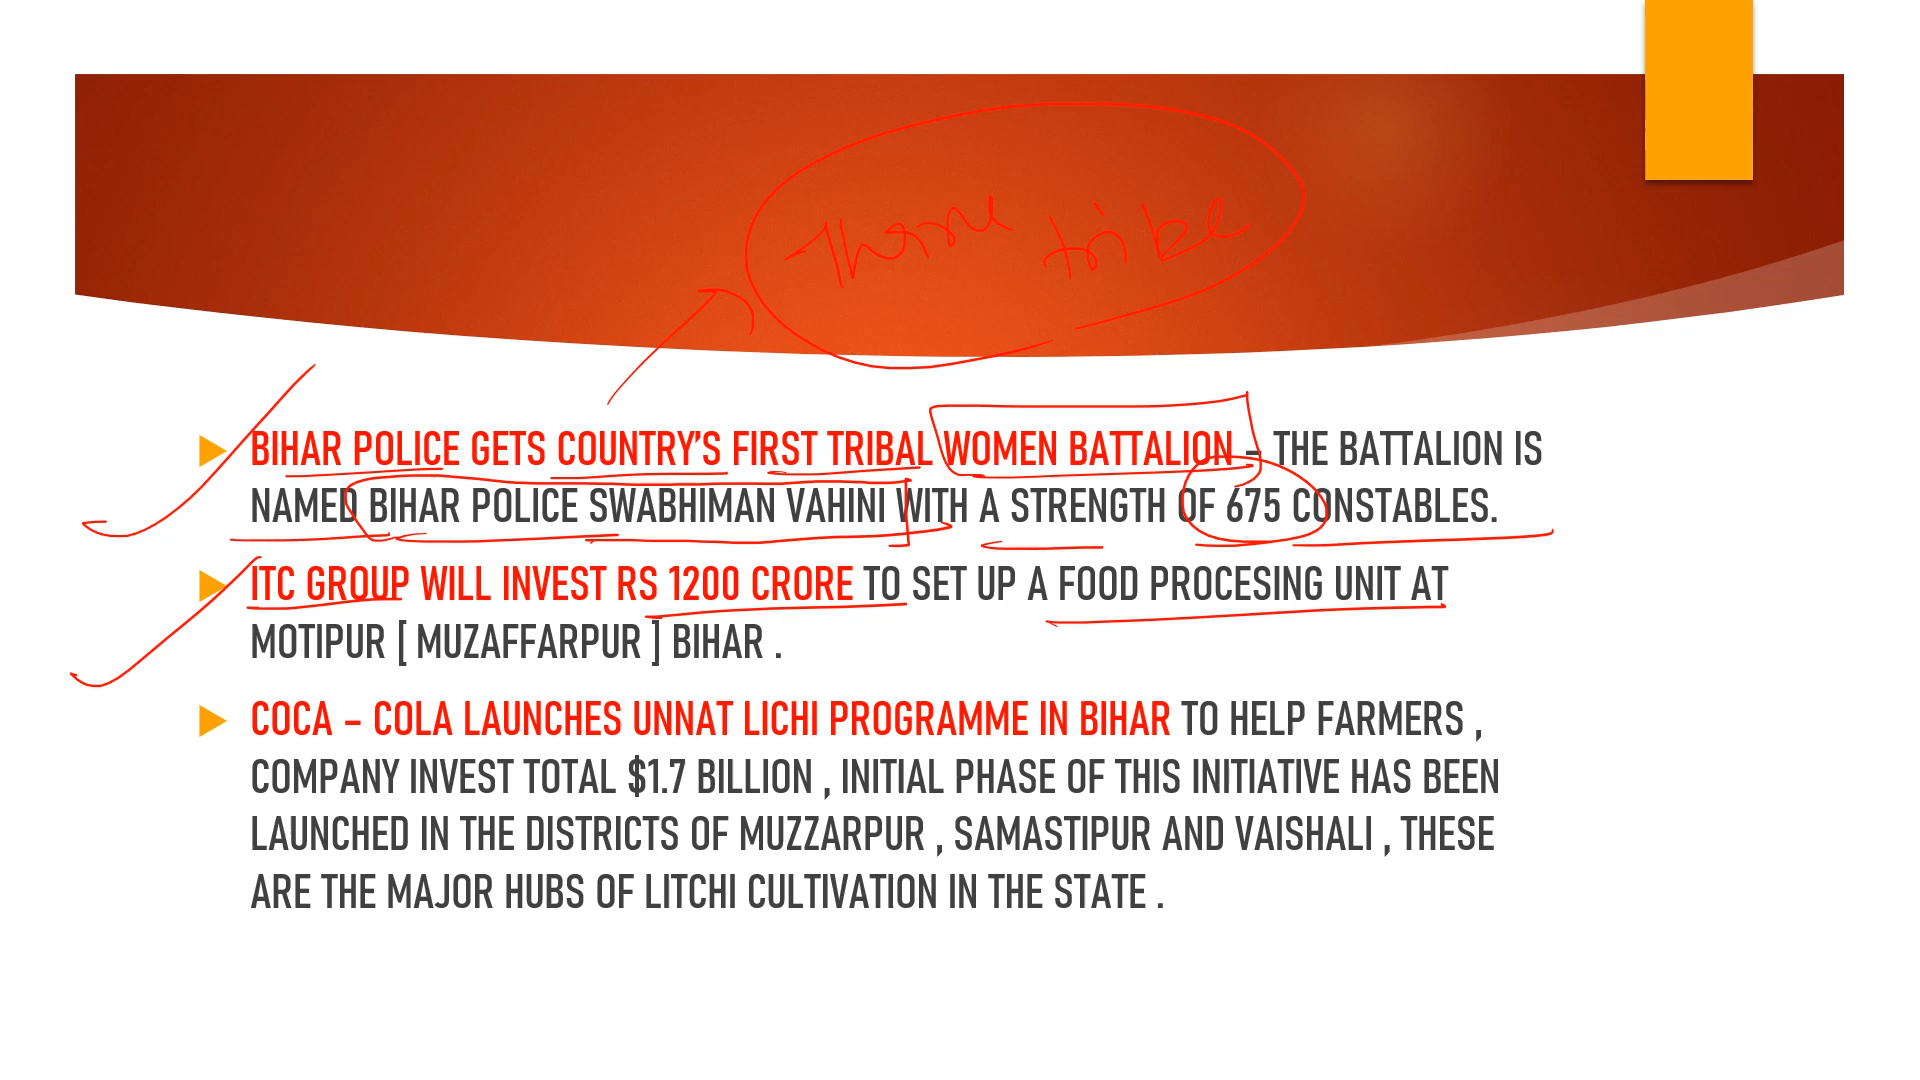 Tharu tribe
BIHAR POLICE GETS COUNTRY'S FIRST TRIBAL WOMEN BATTALION – THE BATTALION IS
NAMED BIHAR POLICE SWABHIMAN VAHINI WITH A STRENGTH OF 675 CONSTABLES.
ITC GROUP WILL INVEST RS 1200 CRORE TO SET UP A FOOD PROCESING UNIT AT
MOTIPUR [ MUZAFFARPUR ] BIHAR .
COCA – COLA LAUNCHES UNNAT LICHI PROGRAMME IN BIHAR TO HELP FARMERS ,
COMPANY INVEST TOTAL $1.7 BILLION , INITIAL PHASE OF THIS INITIATIVE HAS BEEN
LAUNCHED IN THE DISTRICTS OF MUZZARPUR , SAMASTIPUR AND VAISHALI , THESE
ARE THE MAJOR HUBS OF LITCHI CULTIVATION IN THE STATE .